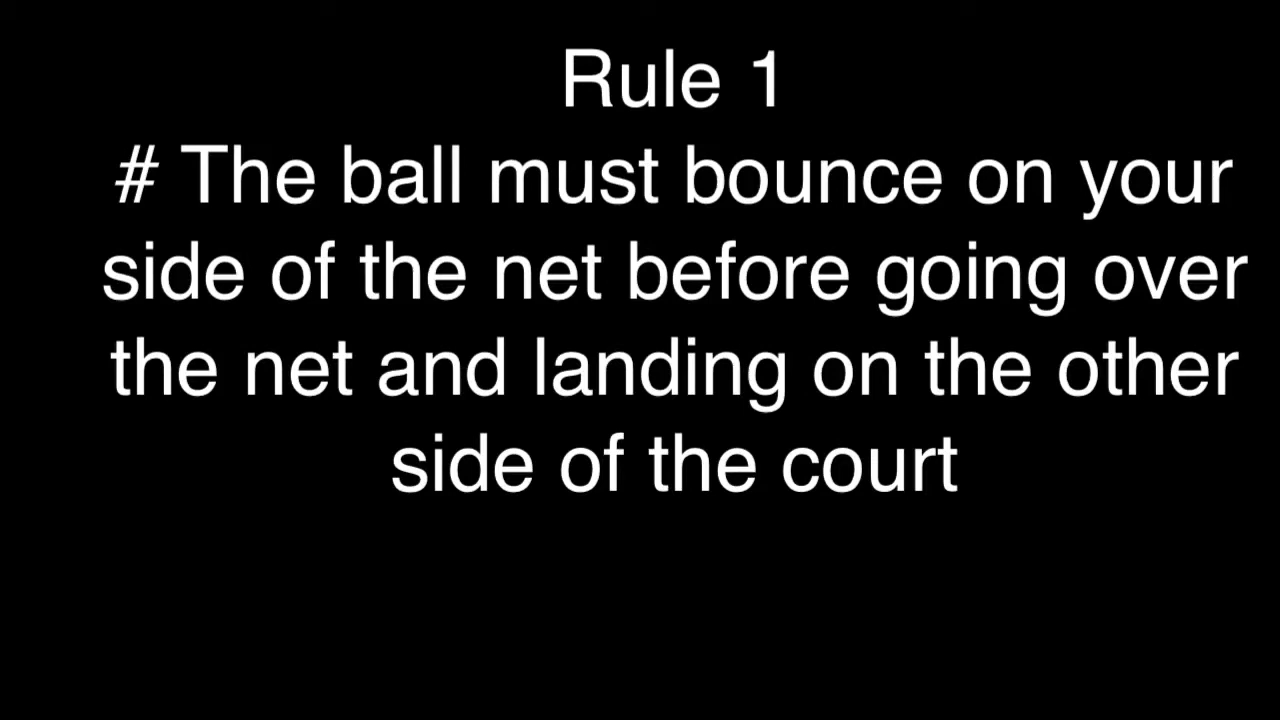 Rule 1
# The ball must bounce on your
side of the net before going over
the net and landing on the other
side of the court